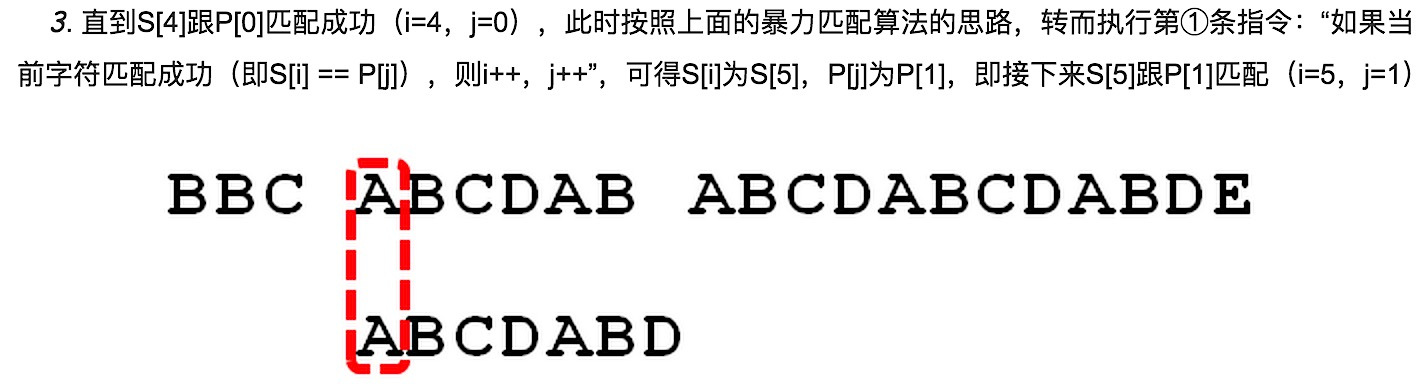 3. 直到S[4]跟P[0]匹配成功（i=4，j=0），此时按照上面的暴力匹配算法的思路，转而执行第①条指令：“如果当
前字符匹配成功（即S[i] == P[j]），则i++，j++”，可得S[i]为S[5]，P[j]为P[1]，即接下来S[5]跟P[1]匹配（i=5，j=1）
BBC ABCDAB ABCDABCDABDE
ABCDABD